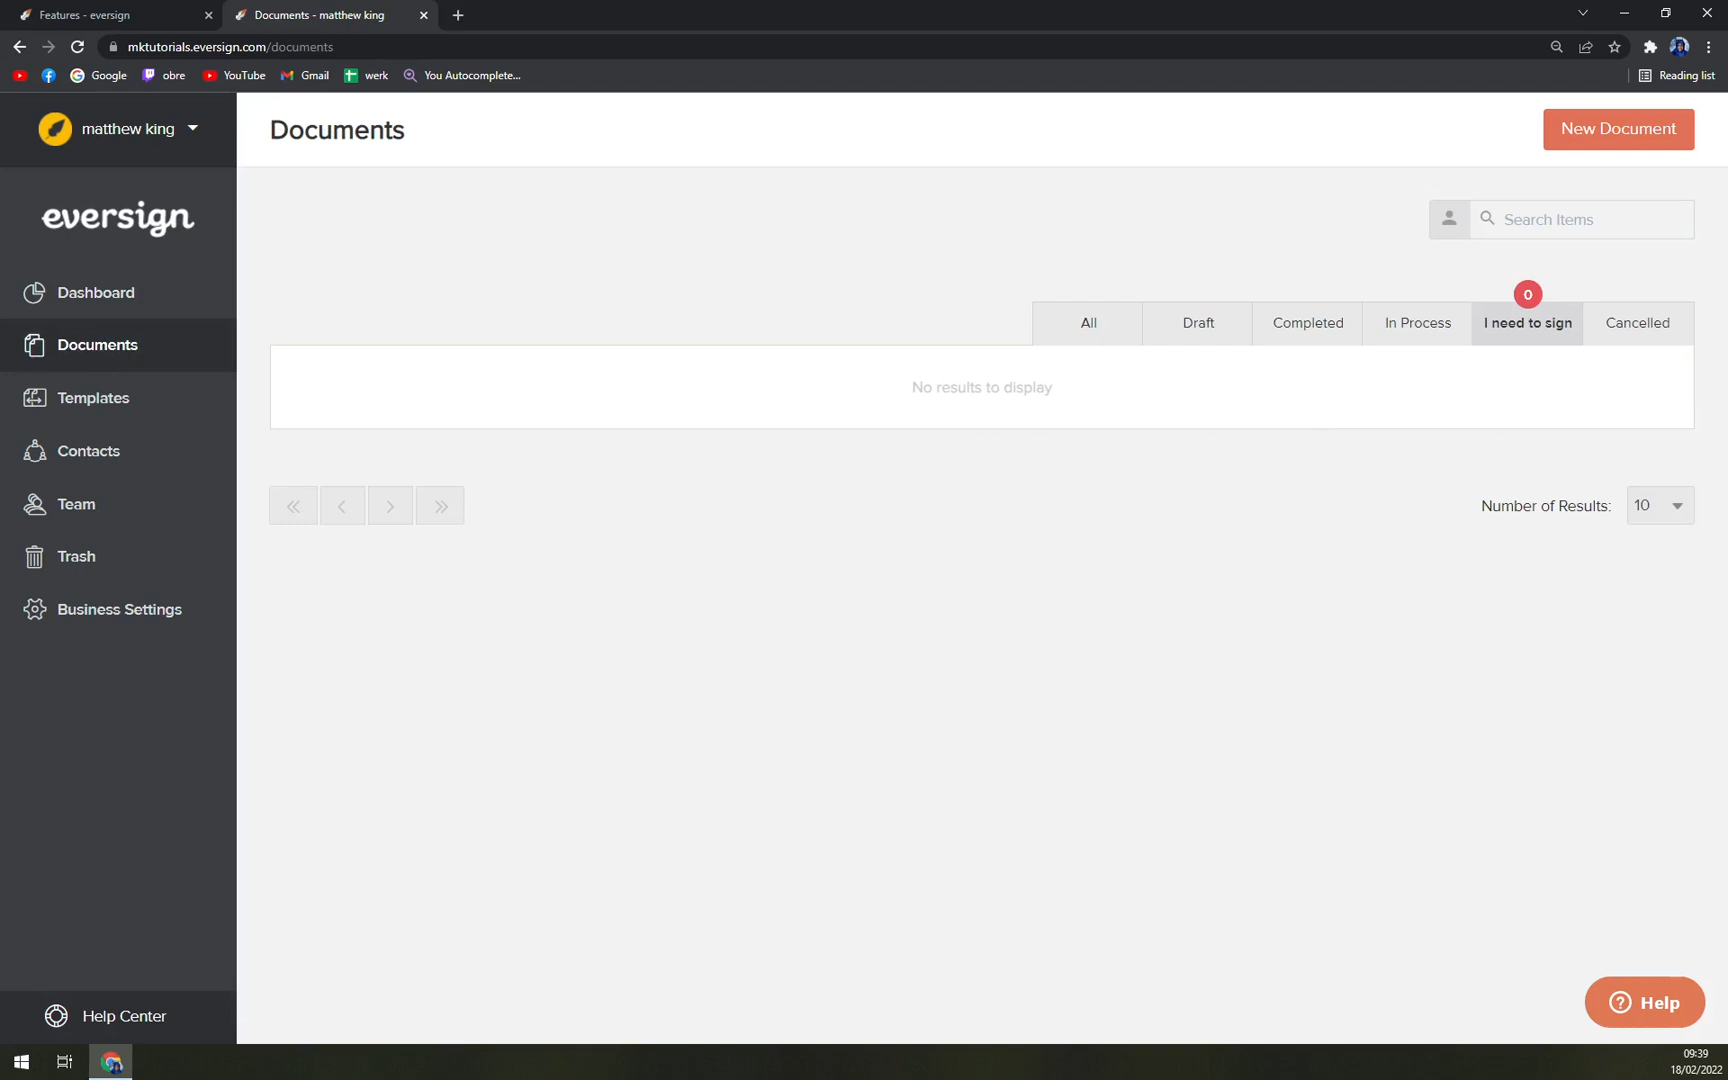 Features - eversign
Documents - matthew king
mktutorials.eversign.com/documents
Google
obre
YouTube
Gmail
werk
You Autocomplete...
Reading list
matthew king
Documents
New Document
eversign
Search Items
0
Dashboard
All
Draft
Completed
In Process
I need to sign
Cancelled
Documents
No results to display
Templates
Contacts
Team
Number of Results:
10
Trash
Business Settings
Help Center
Help
09:39
18/02/2022